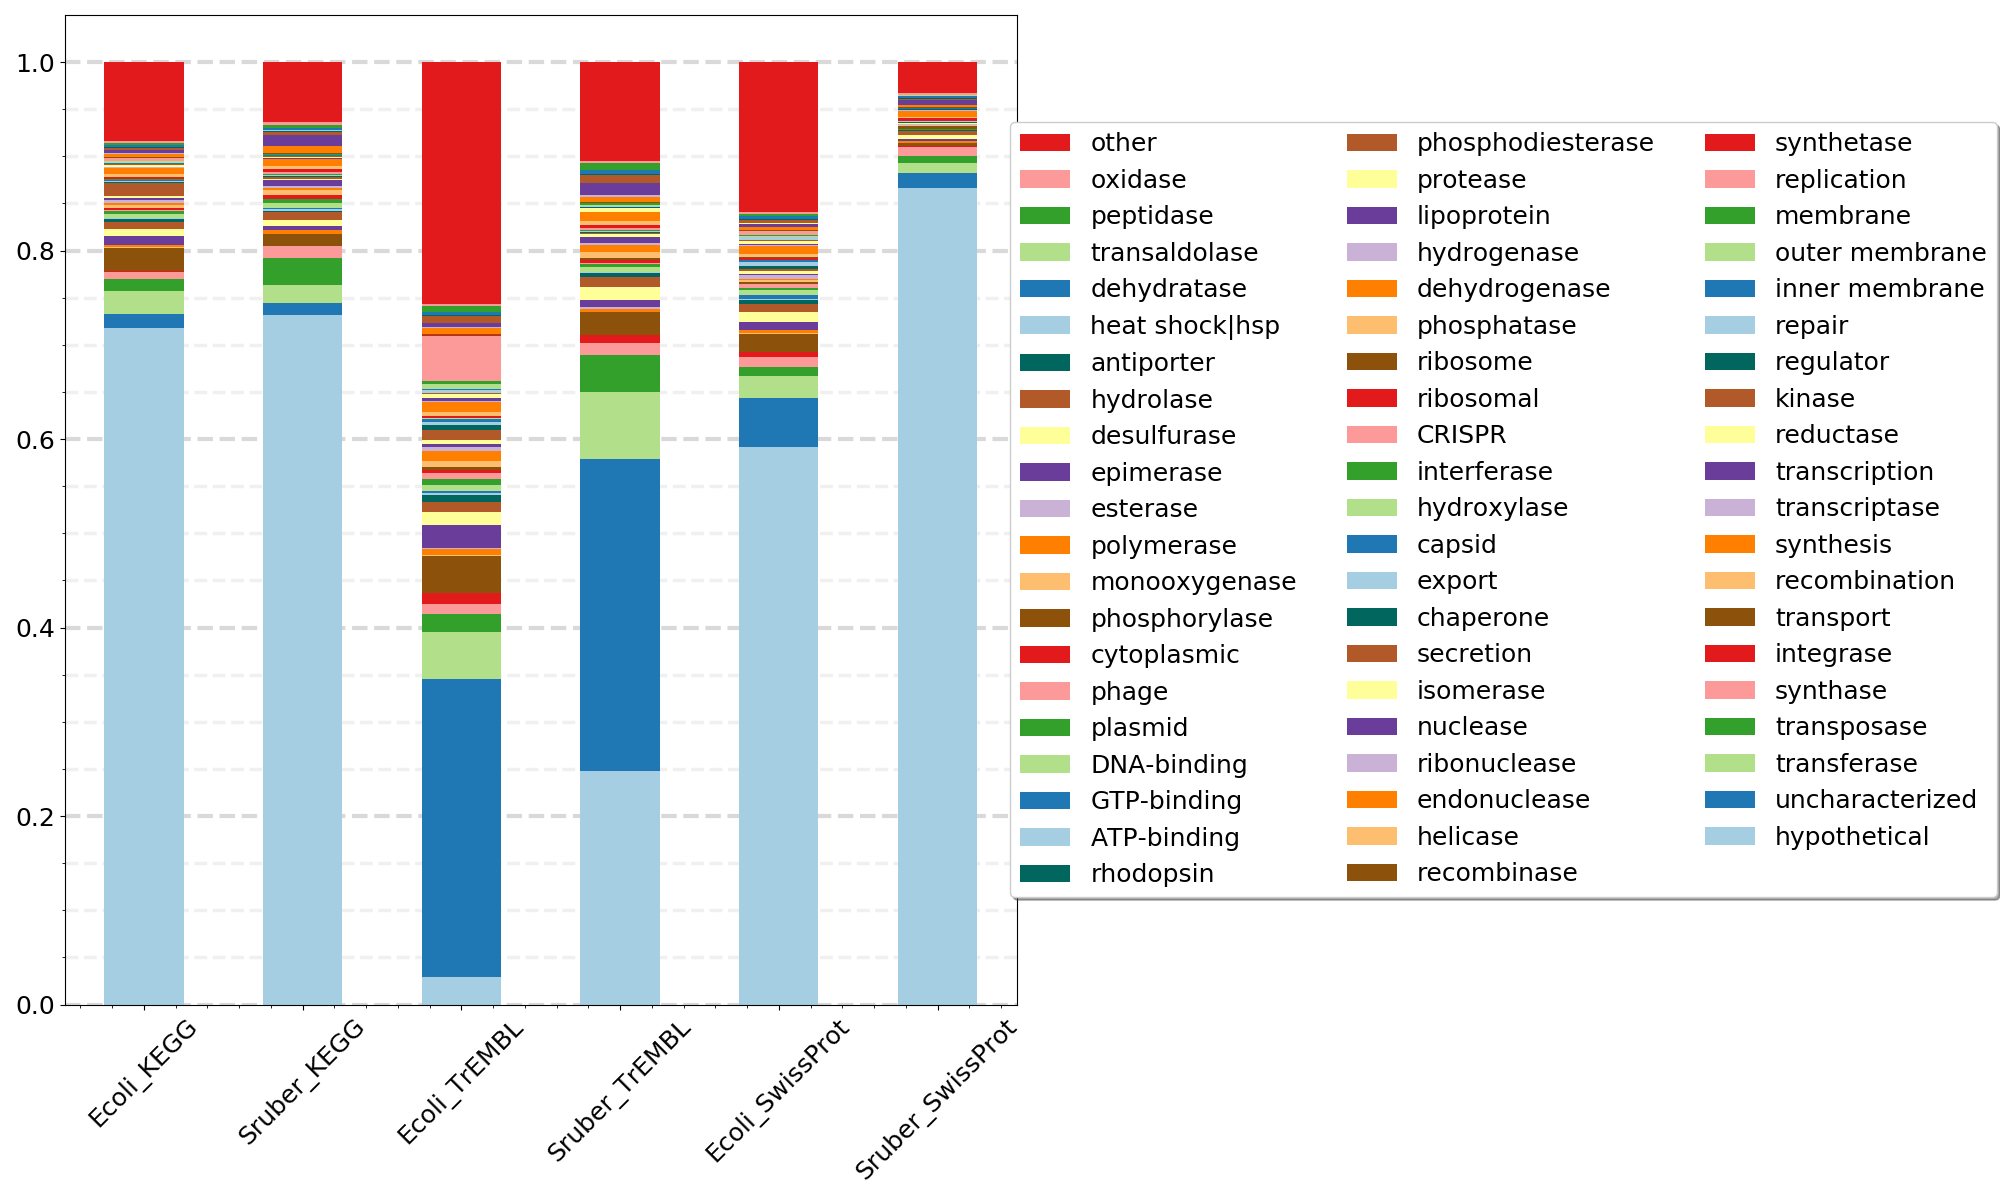 1.0
0.8
0.6
0.4
0.2
0.0
Ecoli_KEGG
Sruber_KEGG
Ecoli_TrEMBL
Sruber_TrEMBL
Ecoli_SwissProt
Sruber_SwissProt
other
oxidase
peptidase
transaldolase
dehydratase
heat shock|hsp
antiporter
hydrolase
desulfurase
epimerase
esterase
polymerase
monooxygenase
phosphorylase
cytoplasmic
phage
plasmid
DNA-binding
GTP-binding
ATP-binding
rhodopsin
phosphodiesterase
protease
lipoprotein
hydrogenase
dehydrogenase
phosphatase
ribosome
ribosomal
CRISPR
interferase
hydroxylase
capsid
export
chaperone
secretion
isomerase
nuclease
ribonuclease
endonuclease
helicase
recombinase
synthetase
replication
membrane
outer membrane
inner membrane
repair
regulator
kinase
reductase
transcription
transcriptase
synthesis
recombination
transport
integrase
synthase
transposase
transferase
uncharacterized
hypothetical